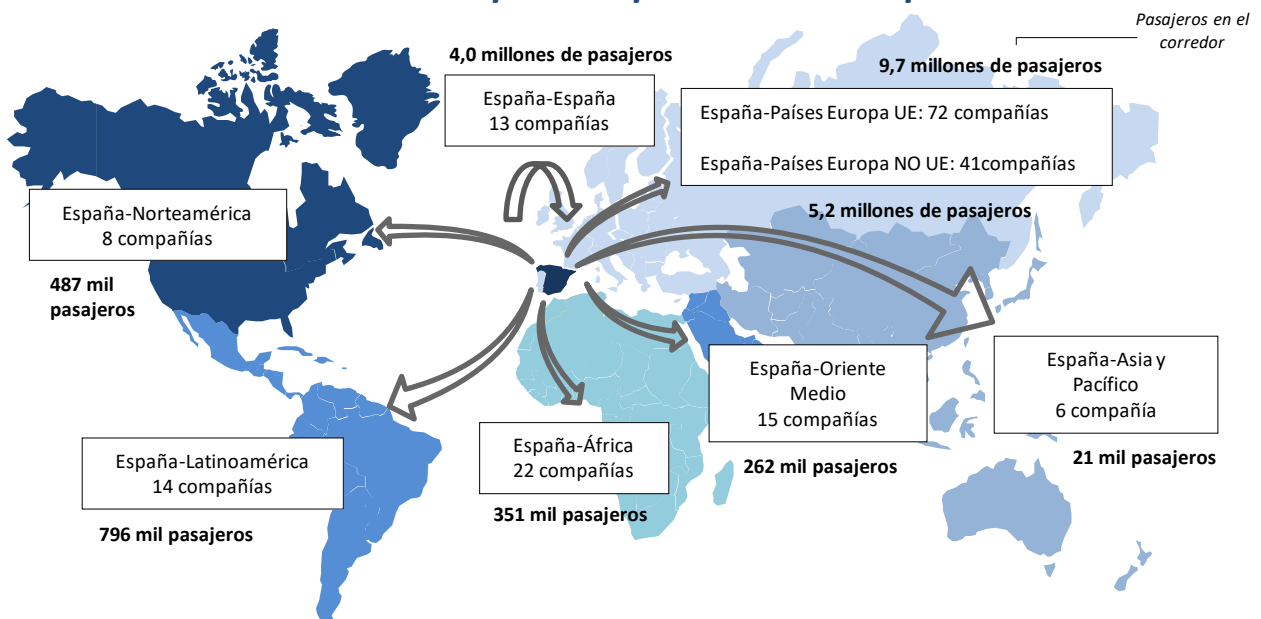 Pasajeros en el
corredor
4,0 millones de pasajeros
9,7 millones de pasajeros
España-España
13 compañías
España-Países Europa UE: 72 compañías
España-Países Europa NO UE: 41compañías
5,2 millones de pasajeros
España-Norteamérica
8 compañías
487 mil
pasajeros
España-Oriente
Medio
15 compañías
262 mil pasajeros
España-Asia y
Pacífico
6 compañía
21 mil pasajeros
España-África
22 compañías
351 mil pasajeros
España-Latinoamérica
14 compañías
796 mil pasajeros